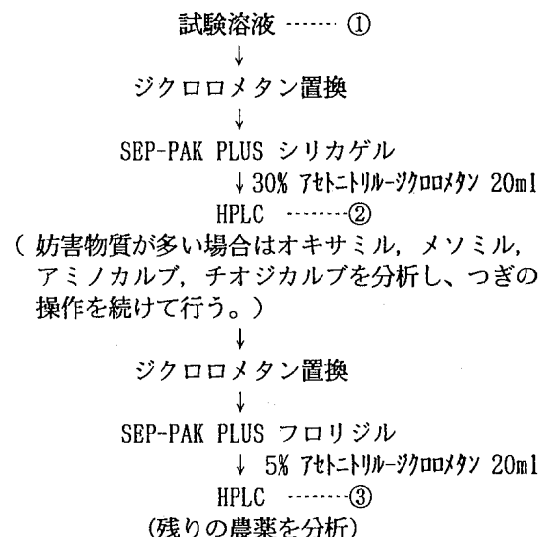 試験溶液 ……… ①
↓
ジクロロメタン置換
↓
SEP-PAK PLUS シリカゲル
↓ 30% アセトニトリル-ジクロロメタン 20ml
HPLC ………②
( 妨害物質が多い場合はオキサミル, メソミル,
アミノカルブ, チオジカルブを分析し、つぎの
操作を続けて行う。)
↓
ジクロロメタン置換
↓
SEP-PAK PLUS フロリジル
↓ 5% アセトニトリル-ジクロロメタン 20ml
HPLC ………③
(残りの農薬を分析)